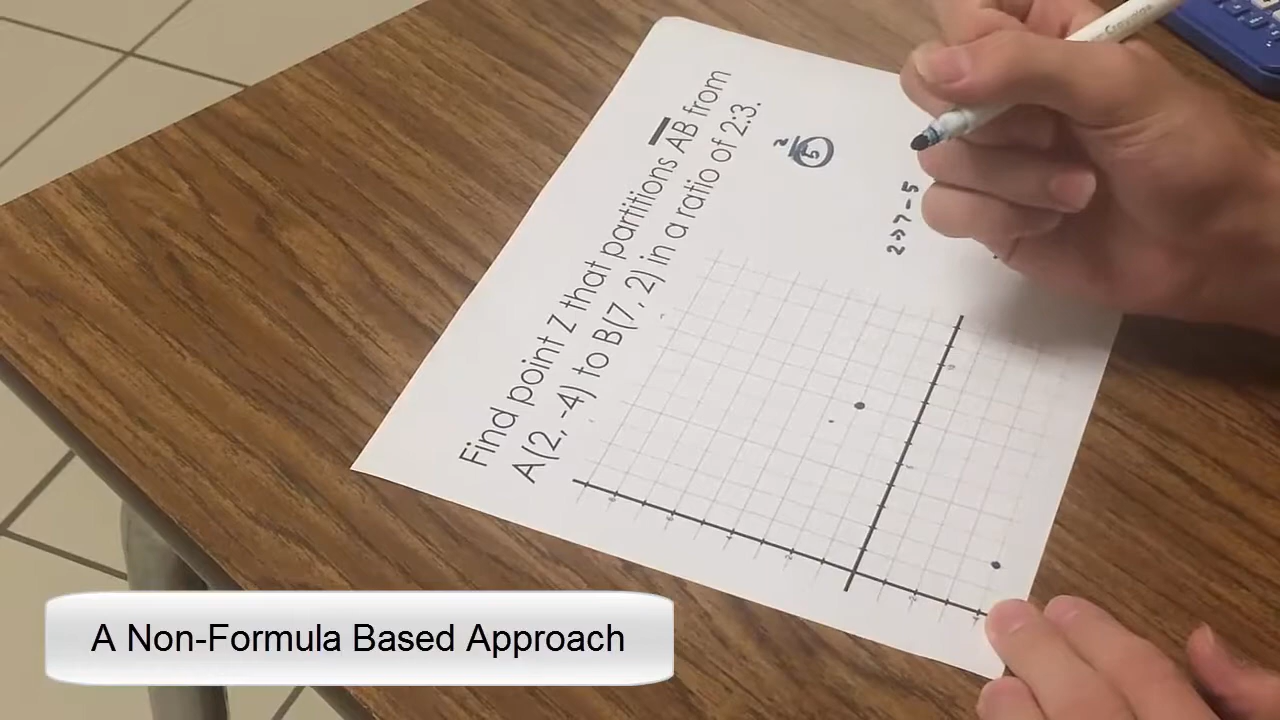 Find point Z that partitions AB from
A(2, -4) to B(7, 2) in a ratio of 2:3.
2
5
2→7-5
A Non-Formula Based Approach